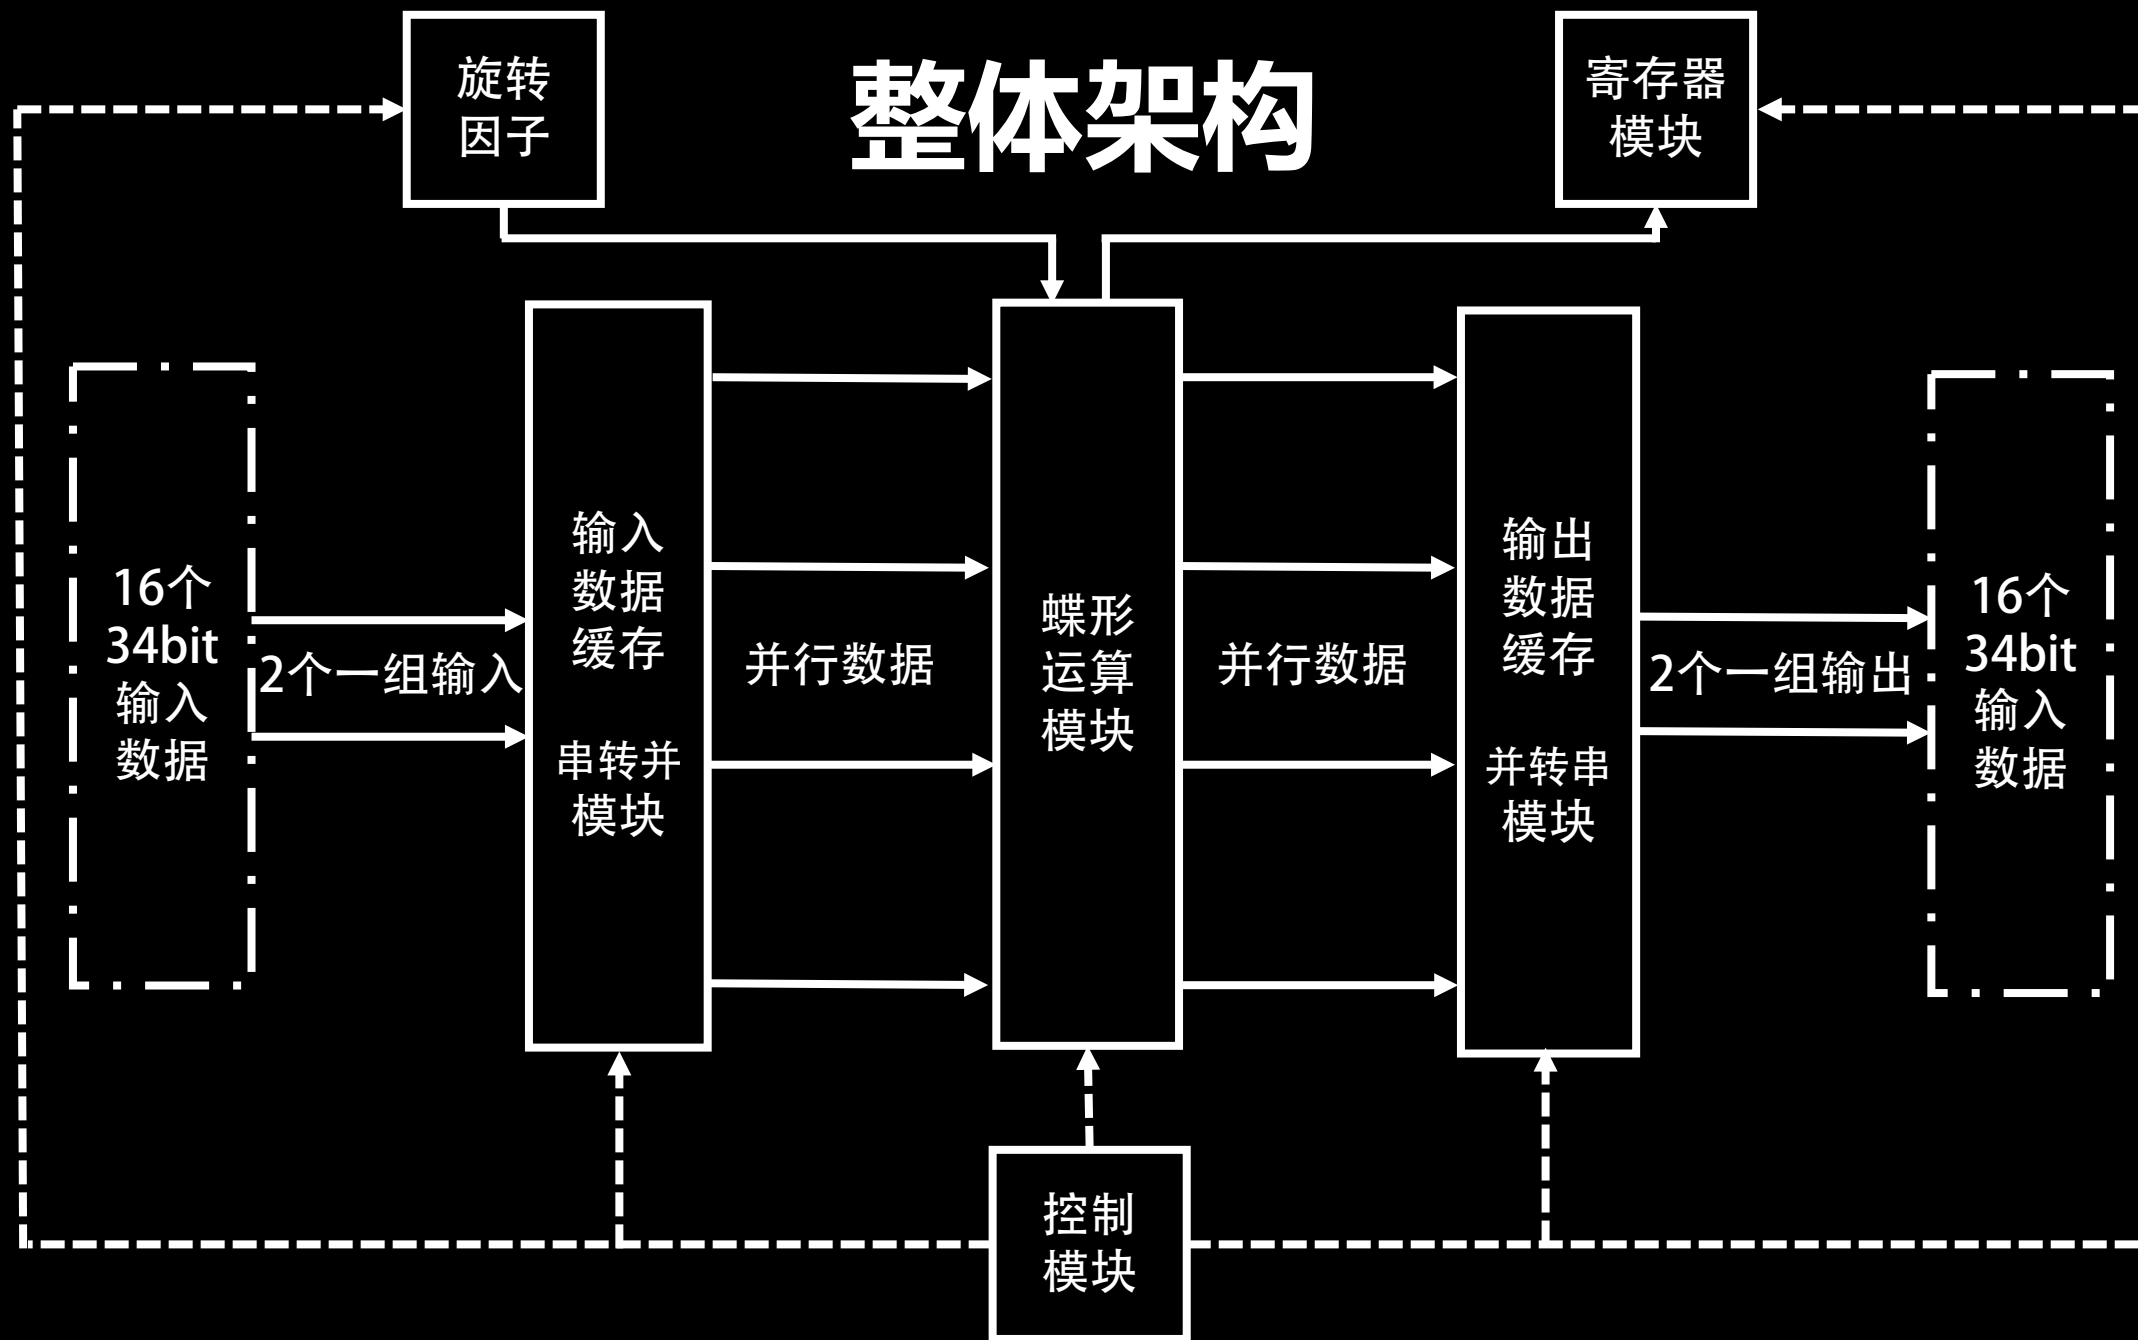 旋转
因子
整体架构
寄存器
模块
16个
34bit
输入
数据
2个一组输入
输入
数据
缓存
串转并
模块
并行数据
蝶形
运算
模块
并行数据
输出
数据
缓存
并转串
模块
2个一组输出
16个
34bit
输入
数据
控制
模块